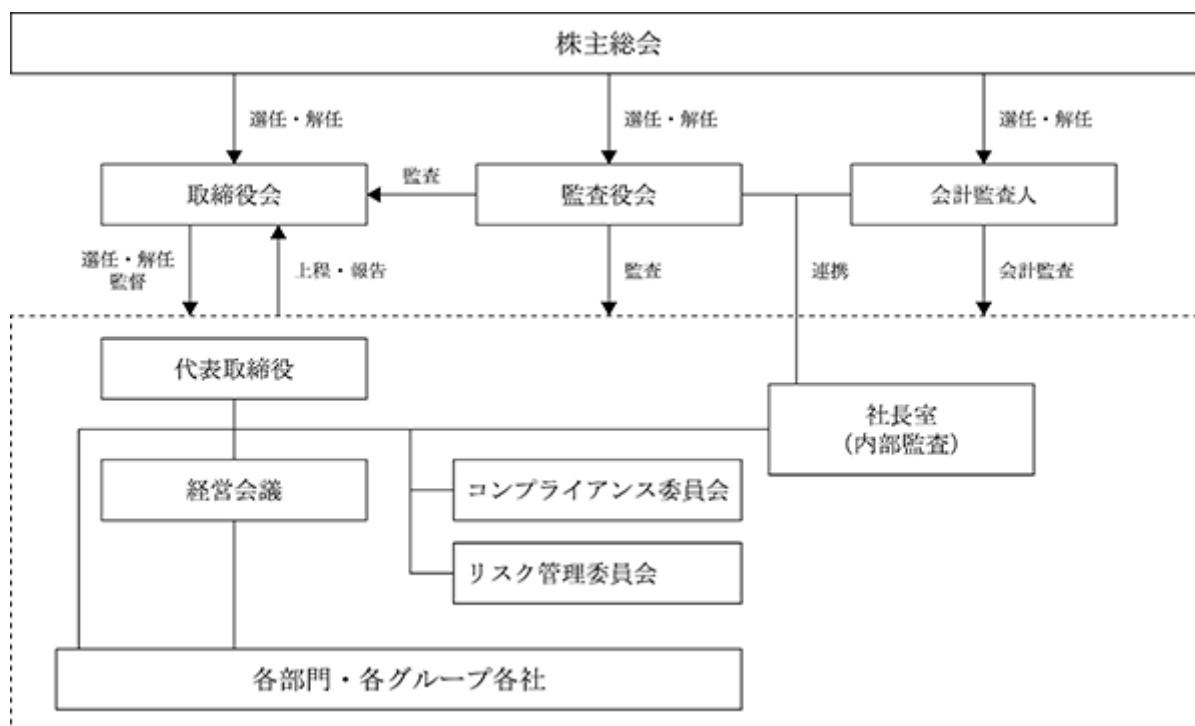 株主総会
選任・解任
選任・解任
選任・解任
取締役会
監査
監査役会
会計監査人
選任・解任
監督
上程・報告
監査
連携
会計監査
代表取締役
社長室
(内部監査)
経営会議
コンプライアンス委員会
リスク管理委員会
各部門・各グループ各社